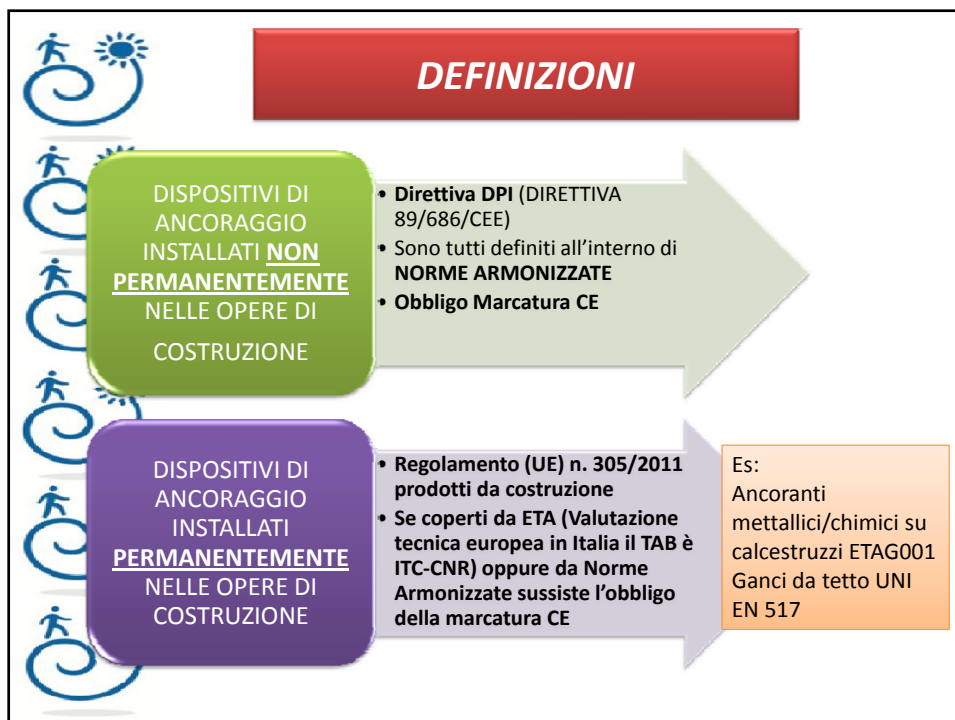 DEFINIZIONI
DISPOSITIVI DI
ANCORAGGIO
INSTALLATI NON
PERMANENTEMENTE
NELLE OPERE DI
COSTRUZIONE
• Direttiva DPI (DIRETTIVA
89/686/CEE)
• Sono tutti definiti all'interno di
NORME ARMONIZZATE
• Obbligo Marcatura CE
DISPOSITIVI DI
ANCORAGGIO
INSTALLATI
PERMANENTEMENTE
NELLE OPERE DI
COSTRUZIONE
• Regolamento (UE) n. 305/2011
prodotti da costruzione
• Se coperti da ETA (Valutazione
tecnica europea in Italia il TAB è
ITC-CNR) oppure da Norme
Armonizzate sussiste l'obbligo
della marcatura CE
Es:
Ancoranti
mettallici/chimici su
calcestruzzi ETAG001
Ganci da tetto UNI
EN 517